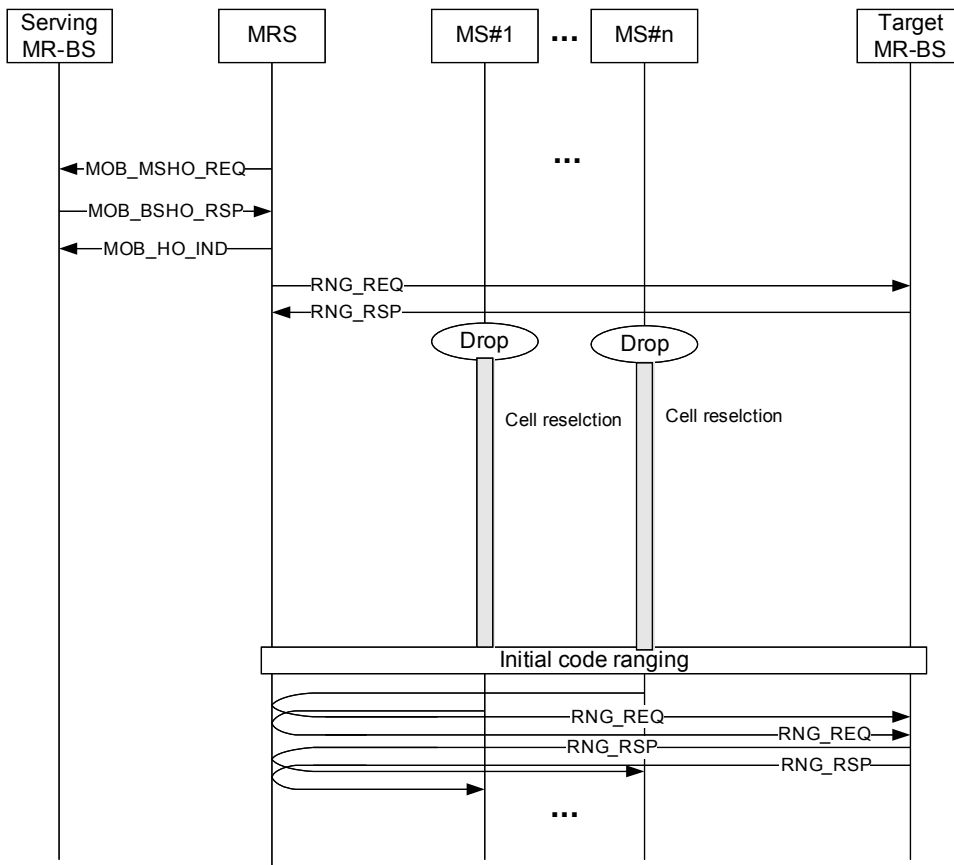 Serving
MR-BS
MRS
MS#1
...
MS#n
Target
MR-BS
...
MOB_MSHO_REQ
MOB_BSHO_RSP
MOB_HO_IND
RNG_REQ
RNG_RSP
Drop
Drop
Cell reselction
Cell reselction
Initial code ranging
RNG_REQ
RNG_REQ
RNG_RSP
RNG_RSP
...